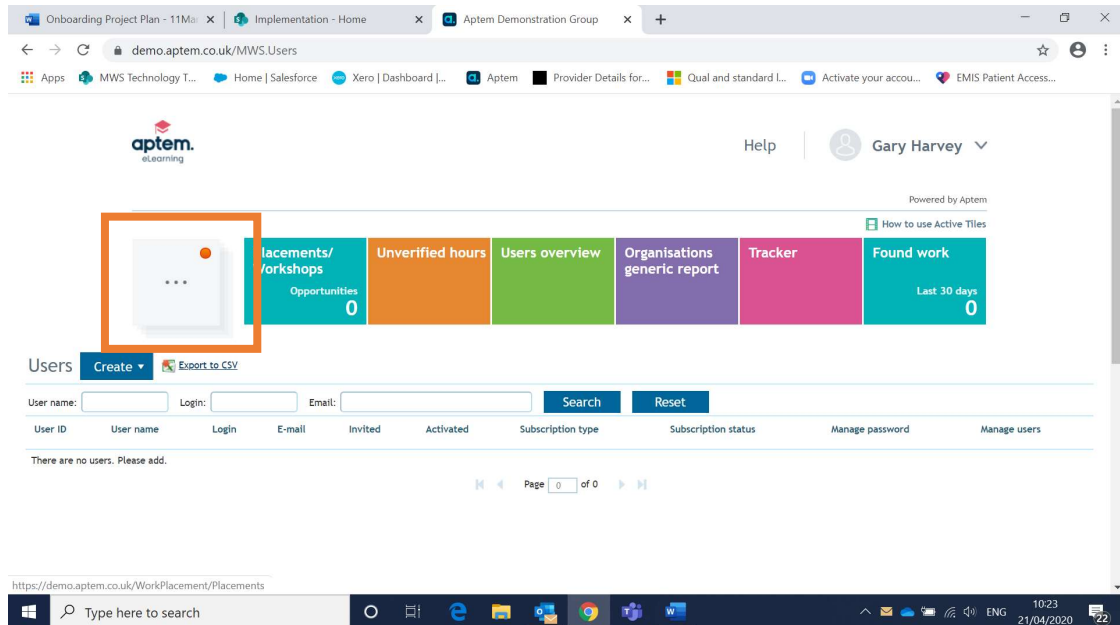 Onboarding Project Plan - 11Ma
Implementation - Home
a. Aptem Demonstration Group
demo.aptem.co.uk/MWS.Users
Apps
MWS Technology T...
Home | Salesforce
Xero | Dashboard |...
a. Aptem
Provider Details for...
Qual and standard l...
Activate your accou...
EMIS Patient Access...
aptem.
eLearning
Help
Gary Harvey
Powered by Aptem
How to use Active Tiles
...
lacements/
orkshops
Opportunities
0
Unverified hours
Users overview
Organisations
generic report
Tracker
Found work
Last 30 days
0
Users
Create
Export to CSV
User name:
Login:
Email:
Search
Reset
User ID
User name
Login
E-mail
Invited
Activated
Subscription type
Subscription status
Manage password
Manage users
There are no users. Please add.
Page 0 of 0
https://demo.aptem.co.uk/WorkPlacement/Placements
Type here to search
ENG
10:23
21/04/2020
22